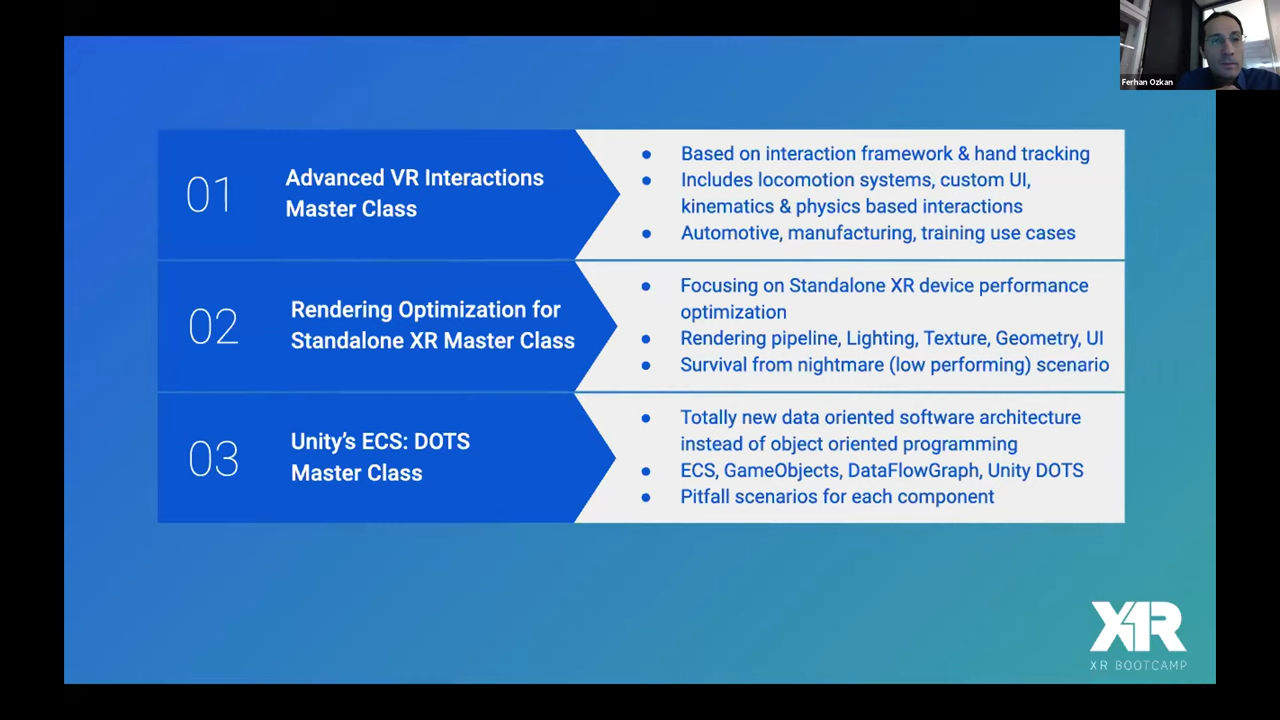 Ferhan Ozkan
01
Advanced VR Interactions
Master Class
Based on interaction framework & hand tracking
Includes locomotion systems, custom UI,
kinematics & physics based interactions
Automotive, manufacturing, training use cases
02
Rendering Optimization for
Standalone XR Master Class
Focusing on Standalone XR device performance
optimization
Rendering pipeline, Lighting, Texture, Geometry, UI
Survival from nightmare (low performing) scenario
03
Unity's ECS: DOTS
Master Class
Totally new data oriented software architecture
instead of object oriented programming
ECS, GameObjects, DataFlowGraph, Unity DOTS
Pitfall scenarios for each component
XR
XR BOOTCAMP